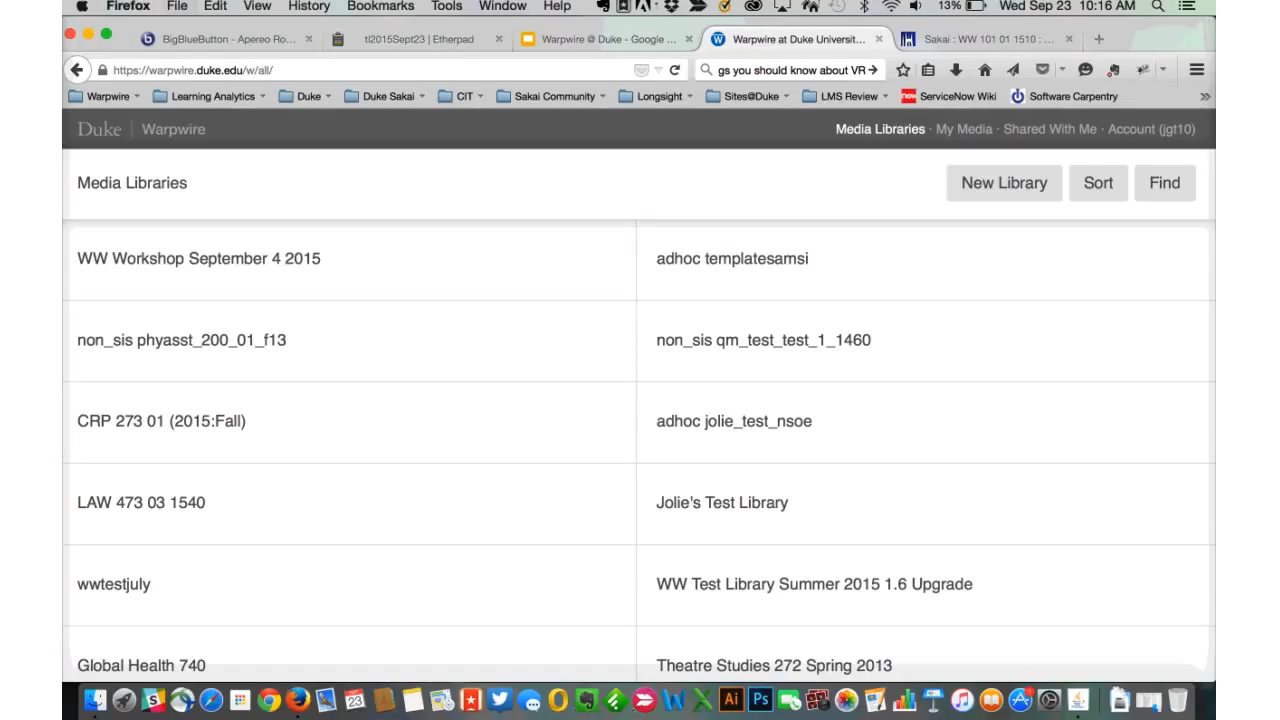 Firefox File Edit View History Bookmarks Tools Window Help 13% Wed Sep 23 10:16 AM
BigBlueButton - Apereo Ro... tl2015Sept23 | Etherpad Warpwire @ Duke - Google ... Warpwire at Duke Universit... Sakai : WW 101 01 1510 : ...
https://warpwire.duke.edu/w/all/ gs you should know about VR
Warpwire Learning Analytics Duke Duke Sakai CIT Sakai Community Longsight Sites@Duke LMS Review ServiceNow Wiki Software Carpentry
Duke Warpwire Media Libraries · My Media · Shared With Me · Account (jgt10)
Media Libraries New Library Sort Find
WW Workshop September 4 2015 adhoc templatesamsi
non_sis phyasst_200_01_f13 non_sis qm_test_test_1_1460
CRP 273 01 (2015:Fall) adhoc jolie_test_nsoe
LAW 473 03 1540 Jolie's Test Library
wwtestjuly WW Test Library Summer 2015 1.6 Upgrade
Global Health 740 Theatre Studies 272 Spring 2013
23 Ai Ps